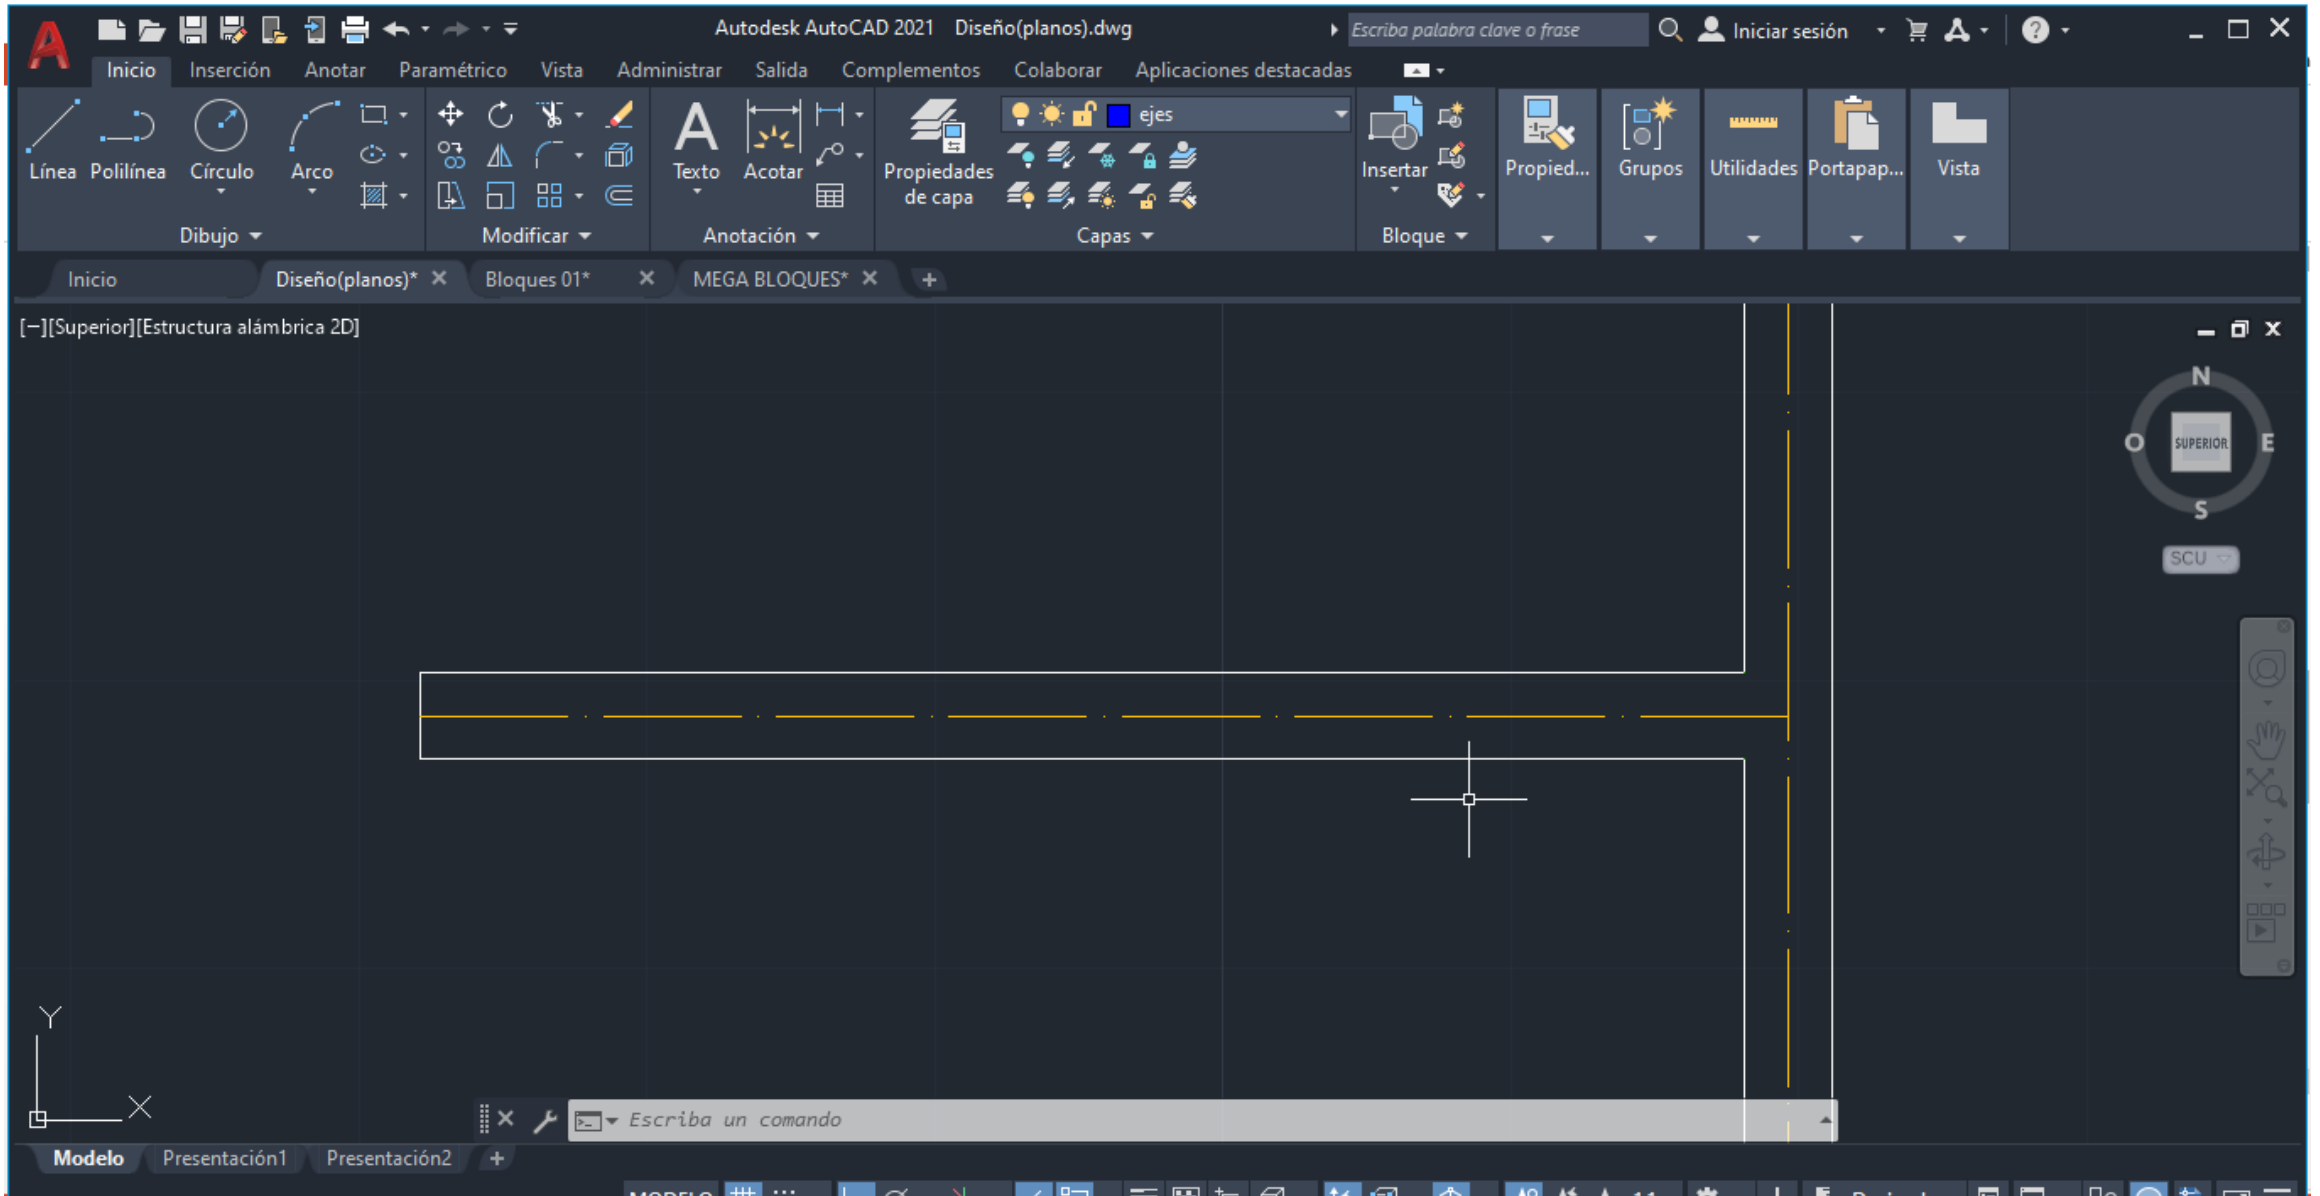 Autodesk AutoCAD 2021 Diseño(planos).dwg Escriba palabra clave o frase Iniciar sesión
Inicio Inserción Anotar Paramétrico Vista Administrar Salida Complementos Colaborar Aplicaciones destacadas
ejes
Línea Polilínea Círculo Arco Texto Acotar Propiedades de capa Insertar Propied... Grupos Utilidades Portapap... Vista
Dibujo Modificar Anotación Capas Bloque
Inicio Diseño(planos)* Bloques 01* MEGA BLOQUES*
[−][Superior][Estructura alámbrica 2D]
N
O SUPERIOR E
S
SCU
Y
X
Escriba un comando
Modelo Presentación1 Presentación2
MODELO